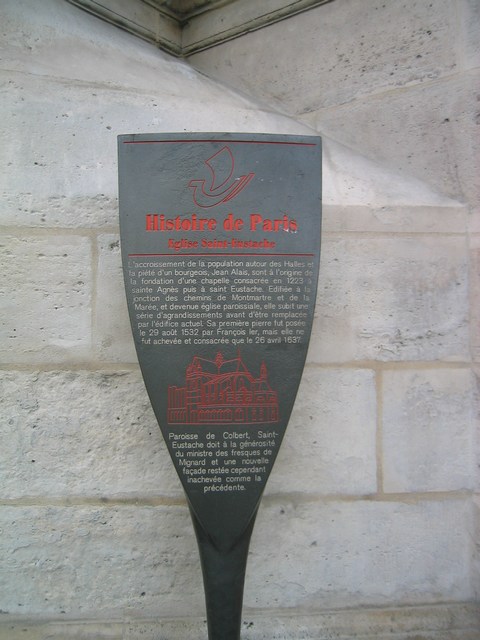 Histoire de Paris
Eglise Saint-Eustache
L'accroissement de la population autour des Halles et
la piété d'un bourgeois, Jean Alais, sont à l'origine de
la fondation d'une chapelle consacrée en 1223 à
sainte Agnès puis à saint Eustache. Edifiée à la
jonction des chemins de Montmartre et de la
Marée, et devenue église paroissiale, elle subit une
série d'agrandissements avant d'être remplacée
par l'édifice actuel. Sa première pierre fut posée
le 29 août 1532 par François Ier, mais elle ne
fut achevée et consacrée que le 26 avril 1637.
Paroisse de Colbert, Saint-
Eustache doit à la générosité
du ministre des fresques de
Mignard et une nouvelle
façade restée cependant
inachevée comme la
précédente.